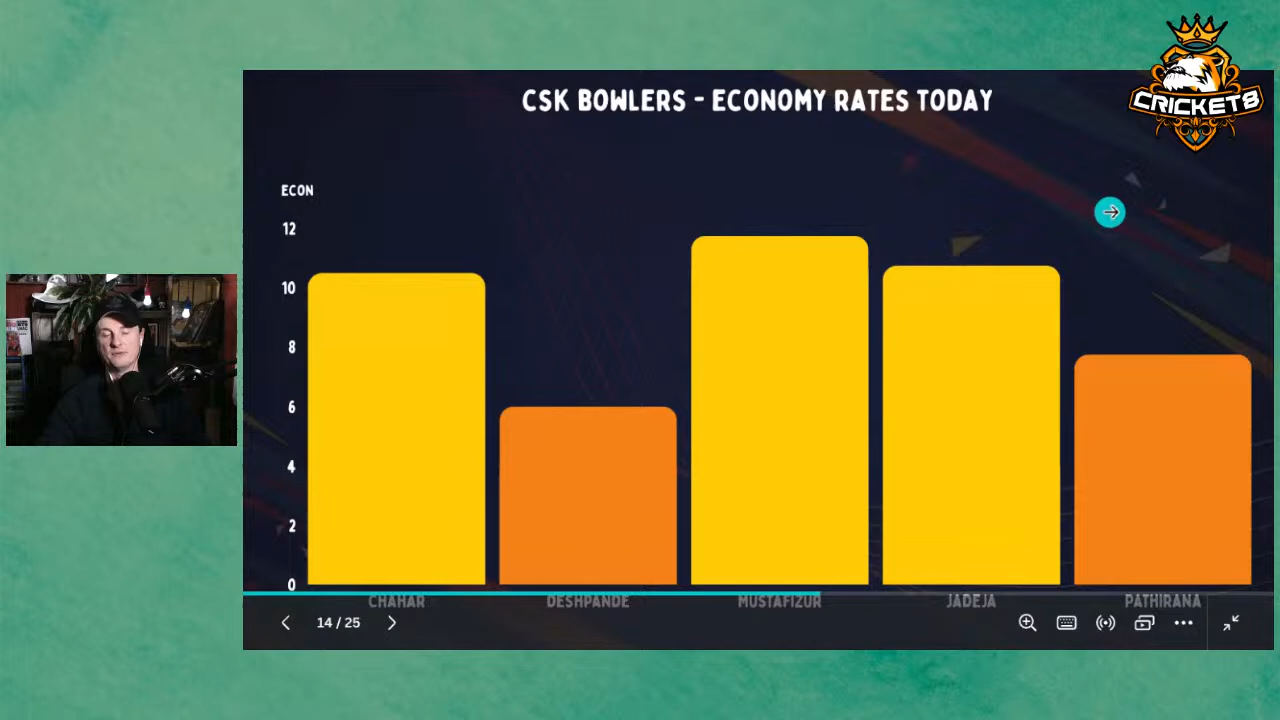 CRICKET8
CSK BOWLERS - ECONOMY RATES TODAY
ECON
12
10
8
6
4
2
0
CHAHAR DESHPANDE MUSTAFIZUR JADEJA PATHIRANA
14 / 25